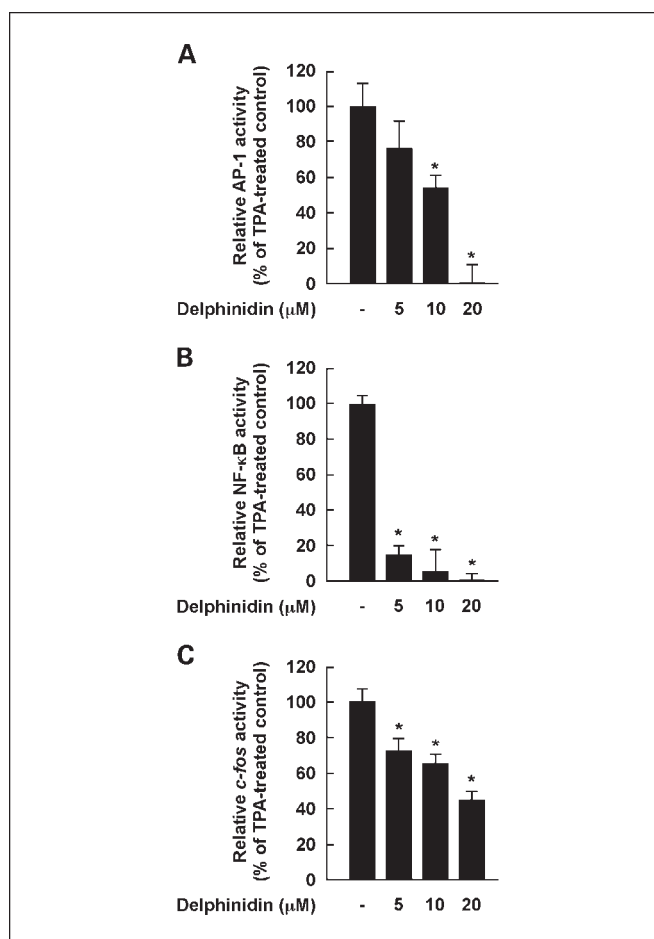 A
Relative AP-1 activity
(% of TPA-treated control)
120
100
80
60
40
20
0
*
*
Delphinidin (μM) - 5 10 20
B
Relative NF-κB activity
(% of TPA-treated control)
120
100
80
60
40
20
0
*
*
*
Delphinidin (μM) - 5 10 20
C
Relative c-fos activity
(% of TPA-treated control)
120
100
80
60
40
20
0
*
*
*
Delphinidin (μM) - 5 10 20